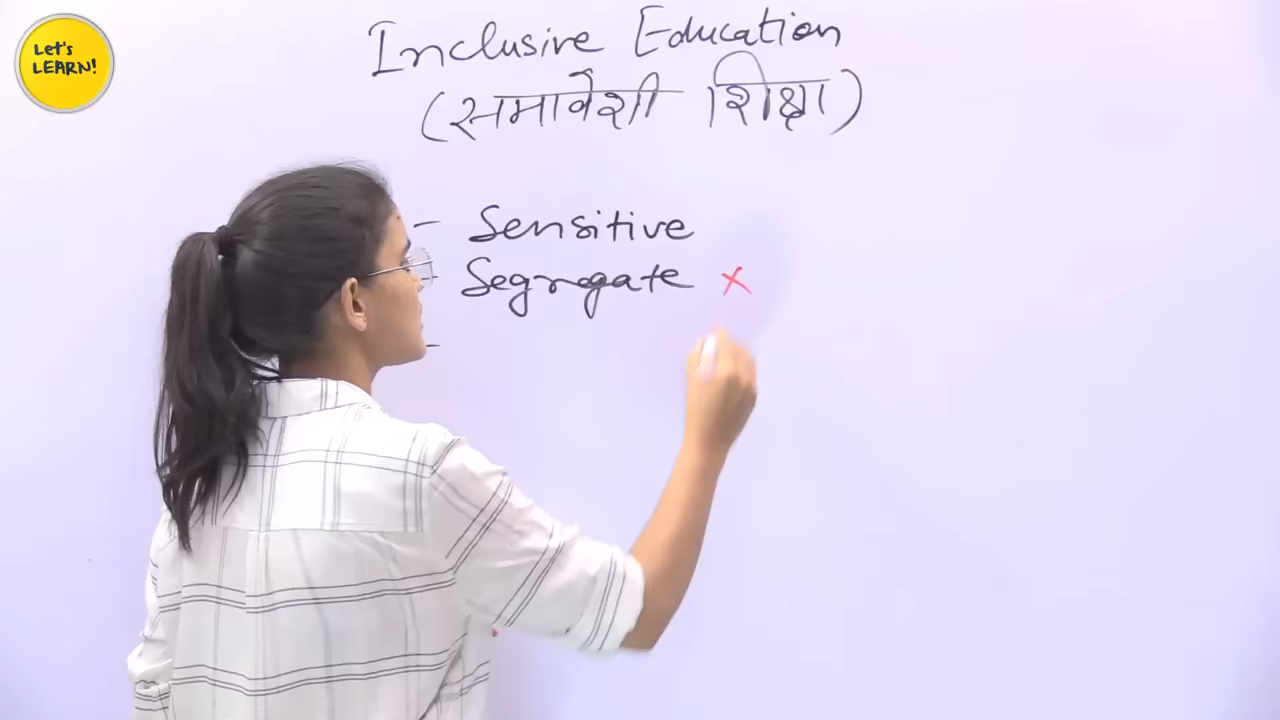 Let's
LEARN!
Inclusive Education
(समावेशी शिक्षा)
- Sensitive
- Segregate ×
-